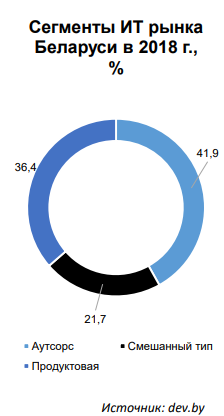 Сегменты ИТ рынка
Беларуси в 2018 г.,
%
36,4
41,9
21,7
Аутсорс
Смешанный тип
Продуктовая
Источник: dev.by